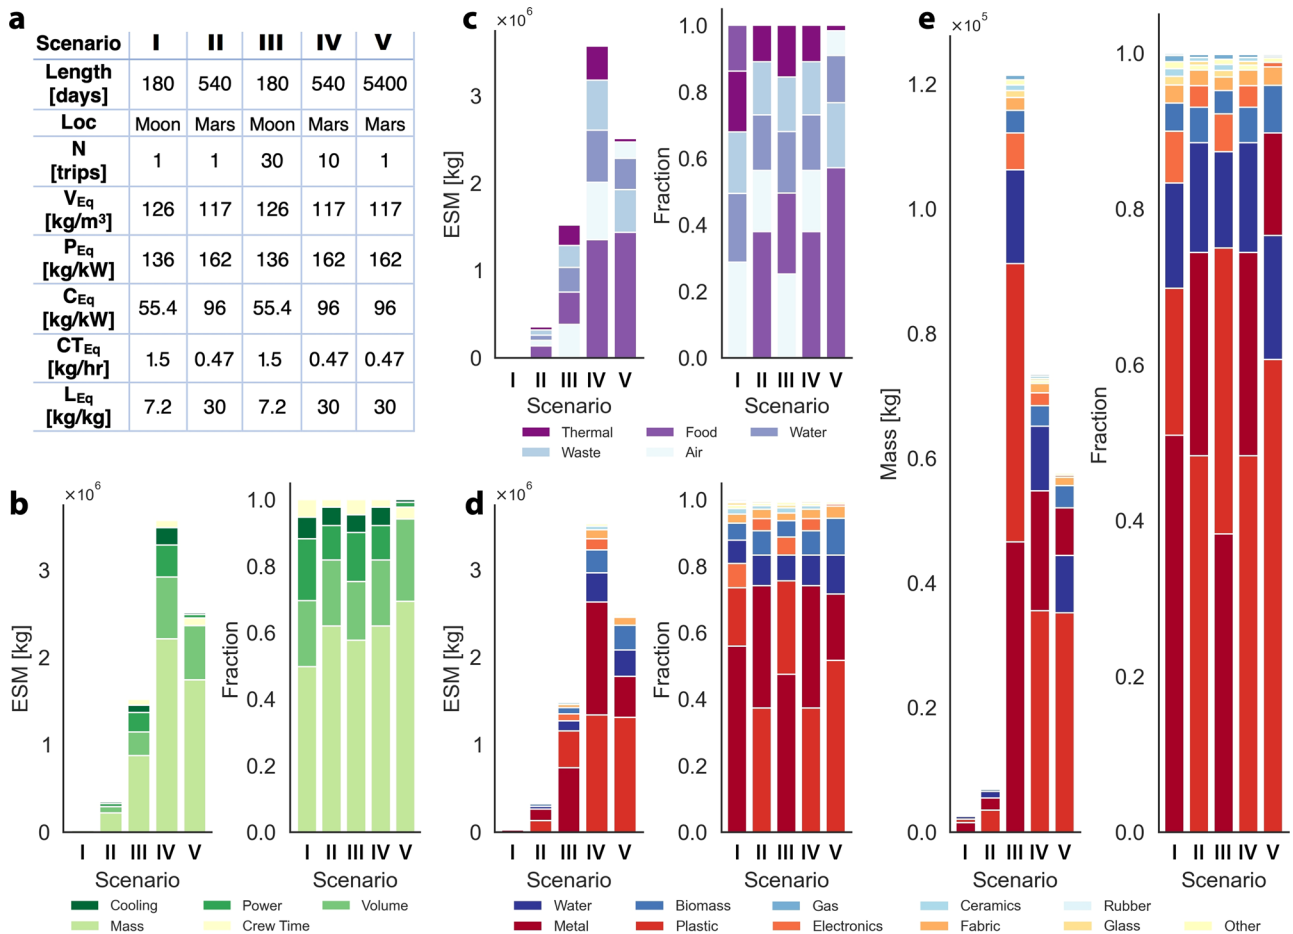 a
Scenario I II III IV V
Length [days] 180 540 180 540 5400
Loc Moon Mars Moon Mars Mars
N [trips] 1 1 30 10 1
VEq [kg/m³] 126 117 126 117 117
PEq [kg/kW] 136 162 136 162 162
CEq [kg/kW] 55.4 96 55.4 96 96
CTEq [kg/hr] 1.5 0.47 1.5 0.47 0.47
LEq [kg/kg] 7.2 30 7.2 30 30
b
×10⁶
ESM [kg]
3
2
1
0
I II III IV V
Scenario
Fraction
1.0
0.8
0.6
0.4
0.2
0.0
I II III IV V
Scenario
Cooling Power Volume
Mass Crew Time
c
×10⁶
ESM [kg]
3
2
1
0
I II III IV V
Scenario
Fraction
1.0
0.8
0.6
0.4
0.2
0.0
I II III IV V
Scenario
Thermal Food Water
Waste Air
d
×10⁶
ESM [kg]
3
2
1
0
I II III IV V
Scenario
Fraction
1.0
0.8
0.6
0.4
0.2
0.0
I II III IV V
Scenario
e
×10⁵
Mass [kg]
1.2
1.0
0.8
0.6
0.4
0.2
0.0
I II III IV V
Scenario
Fraction
1.0
0.8
0.6
0.4
0.2
0.0
I II III IV V
Scenario
Water Biomass Gas Ceramics Rubber
Metal Plastic Electronics Fabric Glass Other